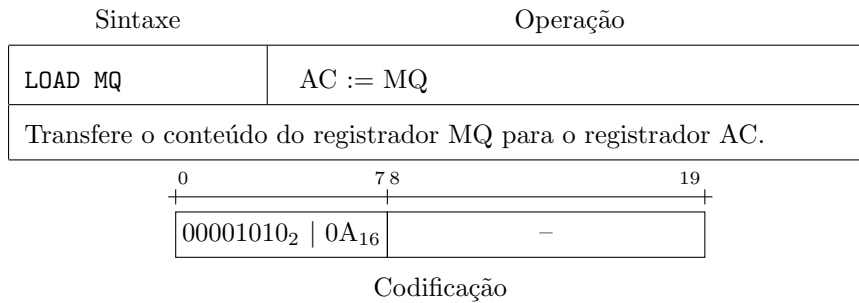 Sintaxe Operação
LOAD MQ AC := MQ
Transfere o conteúdo do registrador MQ para o registrador AC.
0 7 8 19
00001010₂ | 0A₁₆ –
Codificação